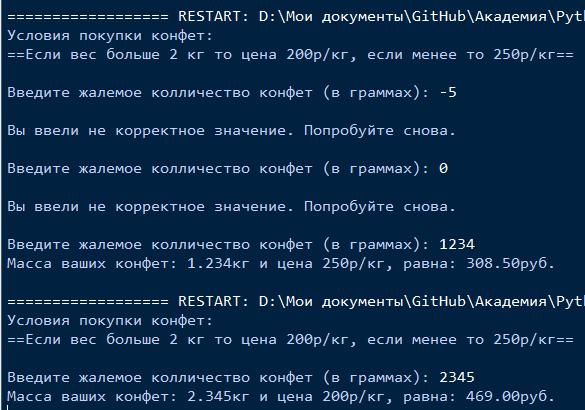 ================== RESTART: D:\Мои документы\GitHub\Академия\Pyt
Условия покупки конфет:
==Если вес больше 2 кг то цена 200р/кг, если менее то 250р/кг==
Введите жалемое колличество конфет (в граммах): -5
Вы ввели не корректное значение. Попробуйте снова.
Введите жалемое колличество конфет (в граммах): 0
Вы ввели не корректное значение. Попробуйте снова.
Введите жалемое колличество конфет (в граммах): 1234
Масса ваших конфет: 1.234кг и цена 250р/кг, равна: 308.50руб.
================== RESTART: D:\Мои документы\GitHub\Академия\Pyt
Условия покупки конфет:
==Если вес больше 2 кг то цена 200р/кг, если менее то 250р/кг==
Введите жалемое колличество конфет (в граммах): 2345
Масса ваших конфет: 2.345кг и цена 200р/кг, равна: 469.00руб.